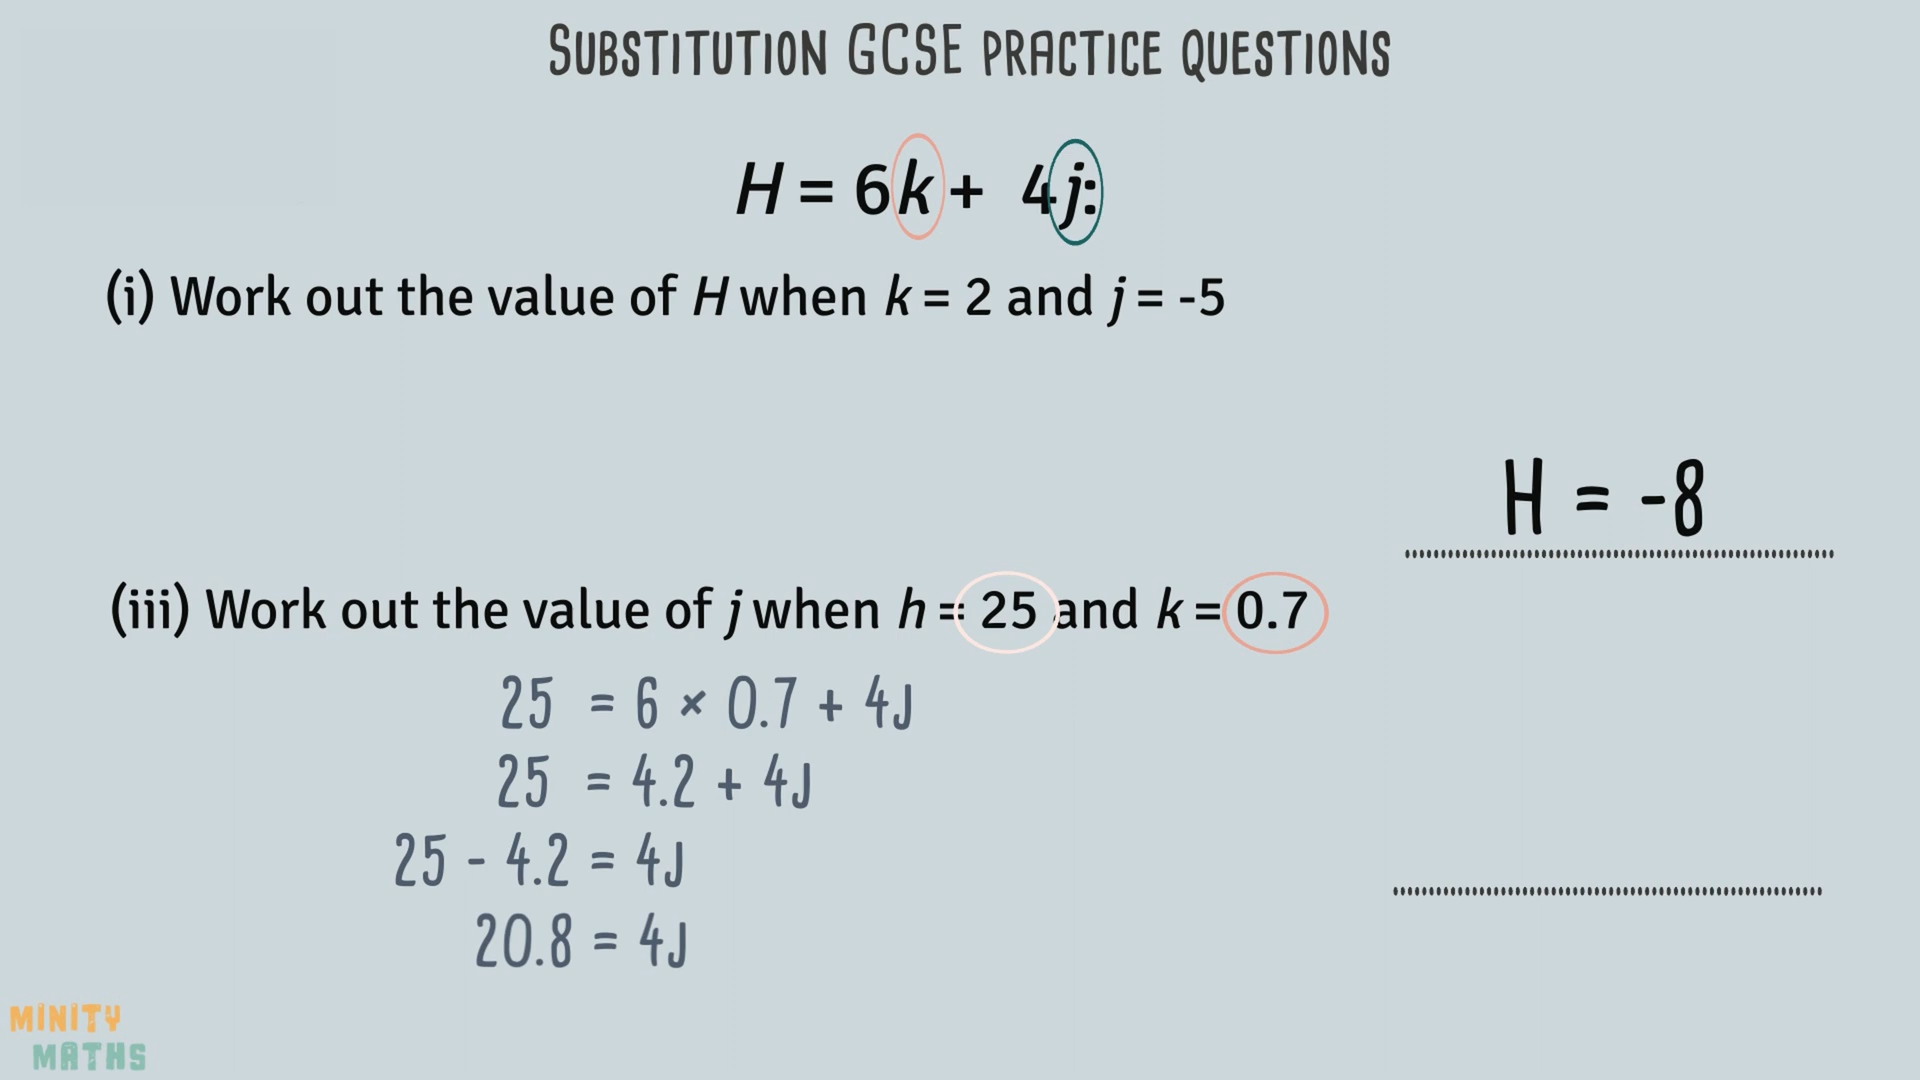 SUBSTITUTION GCSE PRACTICE QUESTIONS
H = 6k + 4j:
(i) Work out the value of H when k = 2 and j = -5
H = -8
(iii) Work out the value of j when h = 25 and k = 0.7
25 = 6 × 0.7 + 4J
25 = 4.2 + 4J
25 - 4.2 = 4J
20.8 = 4J
MINITY
MATHS